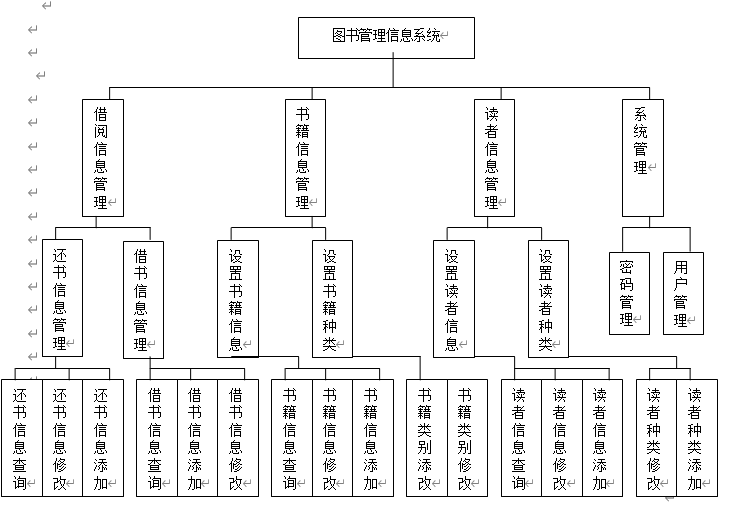 图书管理信息系统
借阅信息管理
书籍信息管理
读者信息管理
系统管理
还书信息管理
借书信息管理
设置书籍信息
设置书籍种类
设置读者信息
设置读者种类
密码管理
用户管理
还书信息查询
还书信息修改
还书信息添加
借书信息查询
借书信息添加
借书信息修改
书籍信息查询
书籍信息修改
书籍信息添加
书籍类别添改
书籍类别修改
读者信息查询
读者信息修改
读者信息添加
读者种类修改
读者种类添加